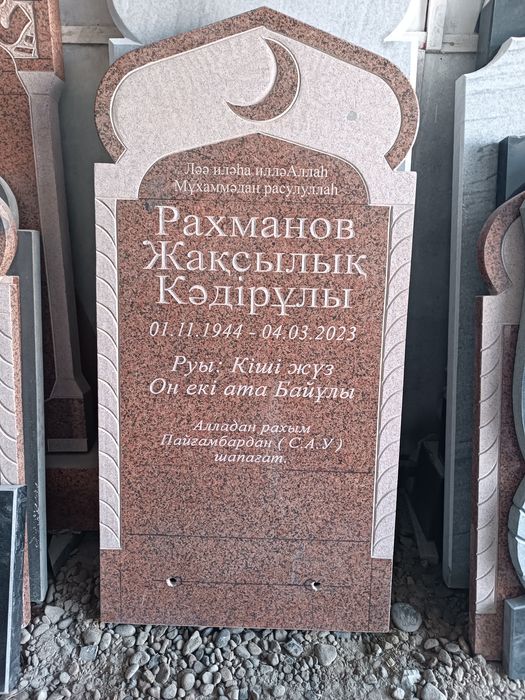 Ләә иләһа илләАллаһ
Мұхаммәдан расулуллаһ
Рахманов
Жақсылық
Кәдірұлы
01.11.1944 - 04.03.2023
Руы: Кіші жүз
Он екі ата Байұлы
Алладан рахым
Пайғамбардан ( С.А.У )
шапағат.